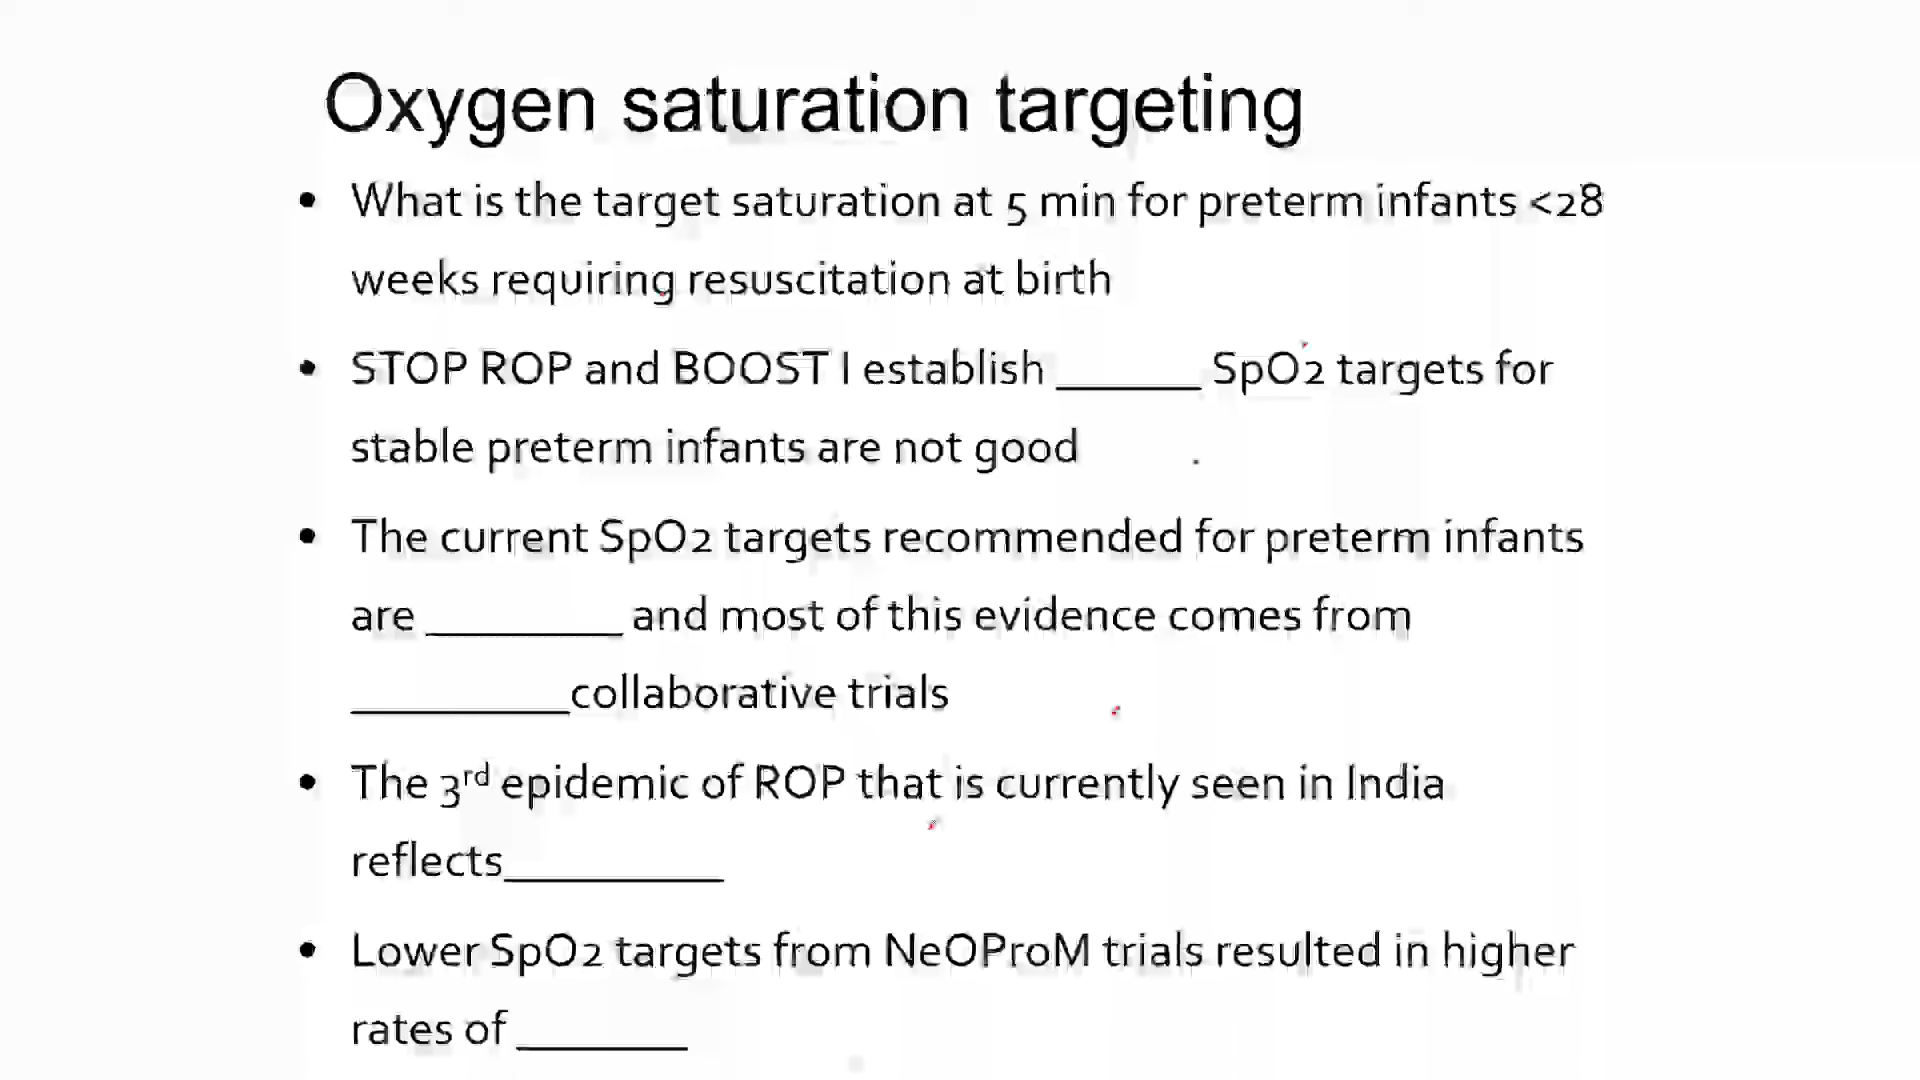 Oxygen saturation targeting
• What is the target saturation at 5 min for preterm infants <28
weeks requiring resuscitation at birth
• STOP ROP and BOOST I establish ______ SpO2 targets for
stable preterm infants are not good .
• The current SpO2 targets recommended for preterm infants
are ________ and most of this evidence comes from
_________collaborative trials
• The 3rd epidemic of ROP that is currently seen in India
reflects_________
• Lower SpO2 targets from NeOProM trials resulted in higher
rates of _______